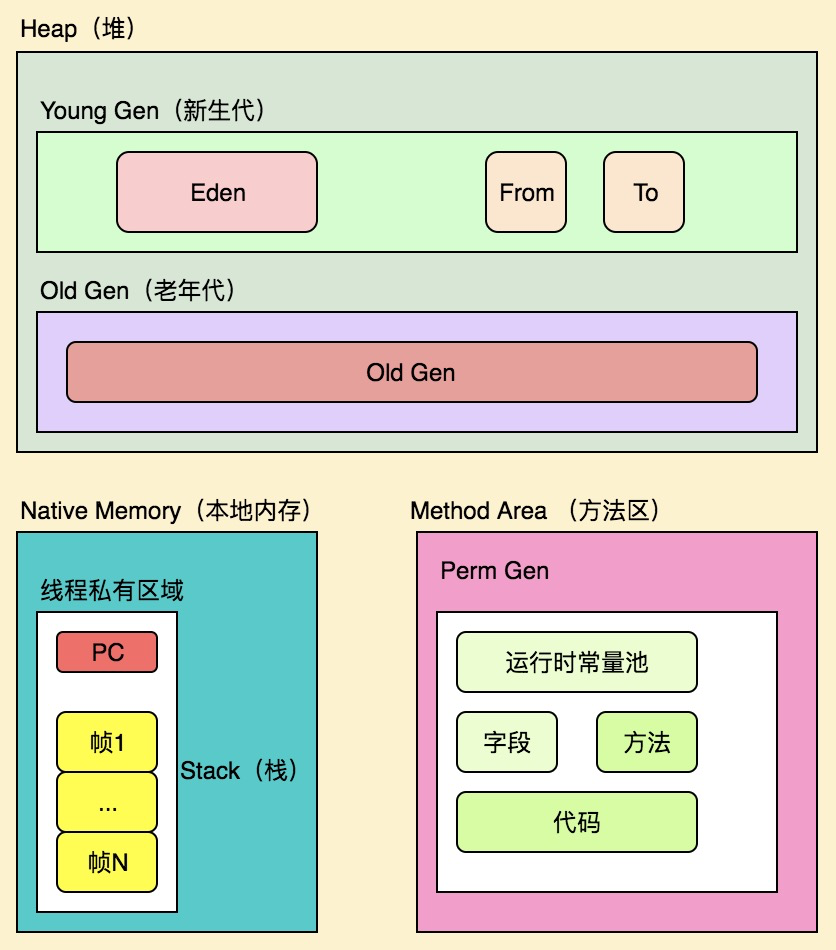 Heap（堆）
Young Gen（新生代）
Eden
From
To
Old Gen（老年代）
Old Gen
Native Memory（本地内存）
线程私有区域
PC
帧1
...
帧N
Stack（栈）
Method Area （方法区）
Perm Gen
运行时常量池
字段
方法
代码